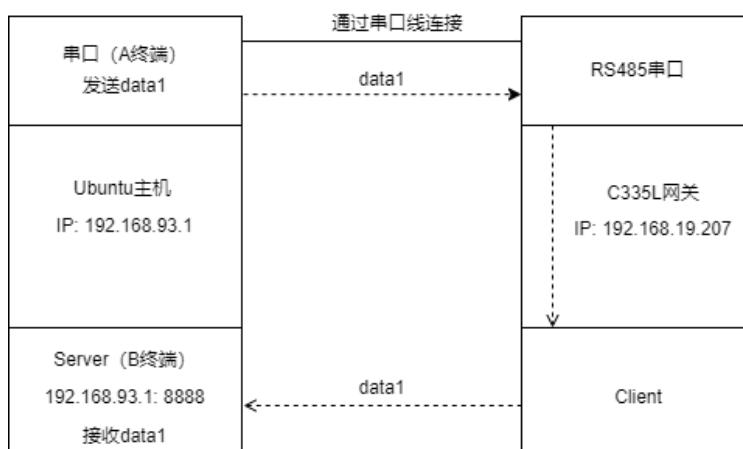 通过串口线连接
串口（A终端）
发送data1
data1
RS485串口
Ubuntu主机
IP: 192.168.93.1
C335L网关
IP: 192.168.19.207
Server（B终端）
192.168.93.1: 8888
接收data1
data1
Client